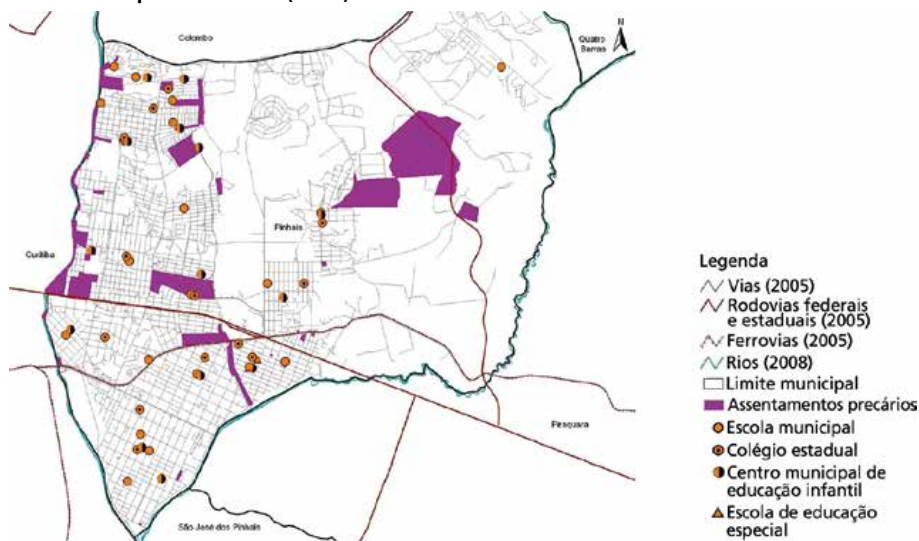 Colombo
Quatro
Barras
N
Pinhais
Curitiba
Piraquara
São José dos Pinhais
Legenda
Vias (2005)
Rodovias federais
e estaduais (2005)
Ferrovias (2005)
Rios (2008)
Limite municipal
Assentamentos precários
Escola municipal
Colégio estadual
Centro municipal de
educação infantil
Escola de educação
especial